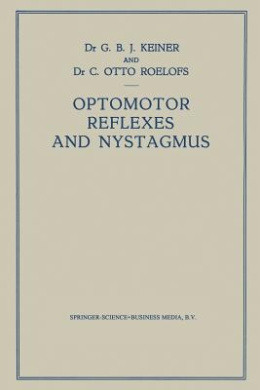 Dr G. B. J. KEINER
AND
Dr C. OTTO ROELOFS
OPTOMOTOR
REFLEXES
AND NYSTAGMUS
SPRINGER-SCIENCE+BUSINESS MEDIA, B.V.